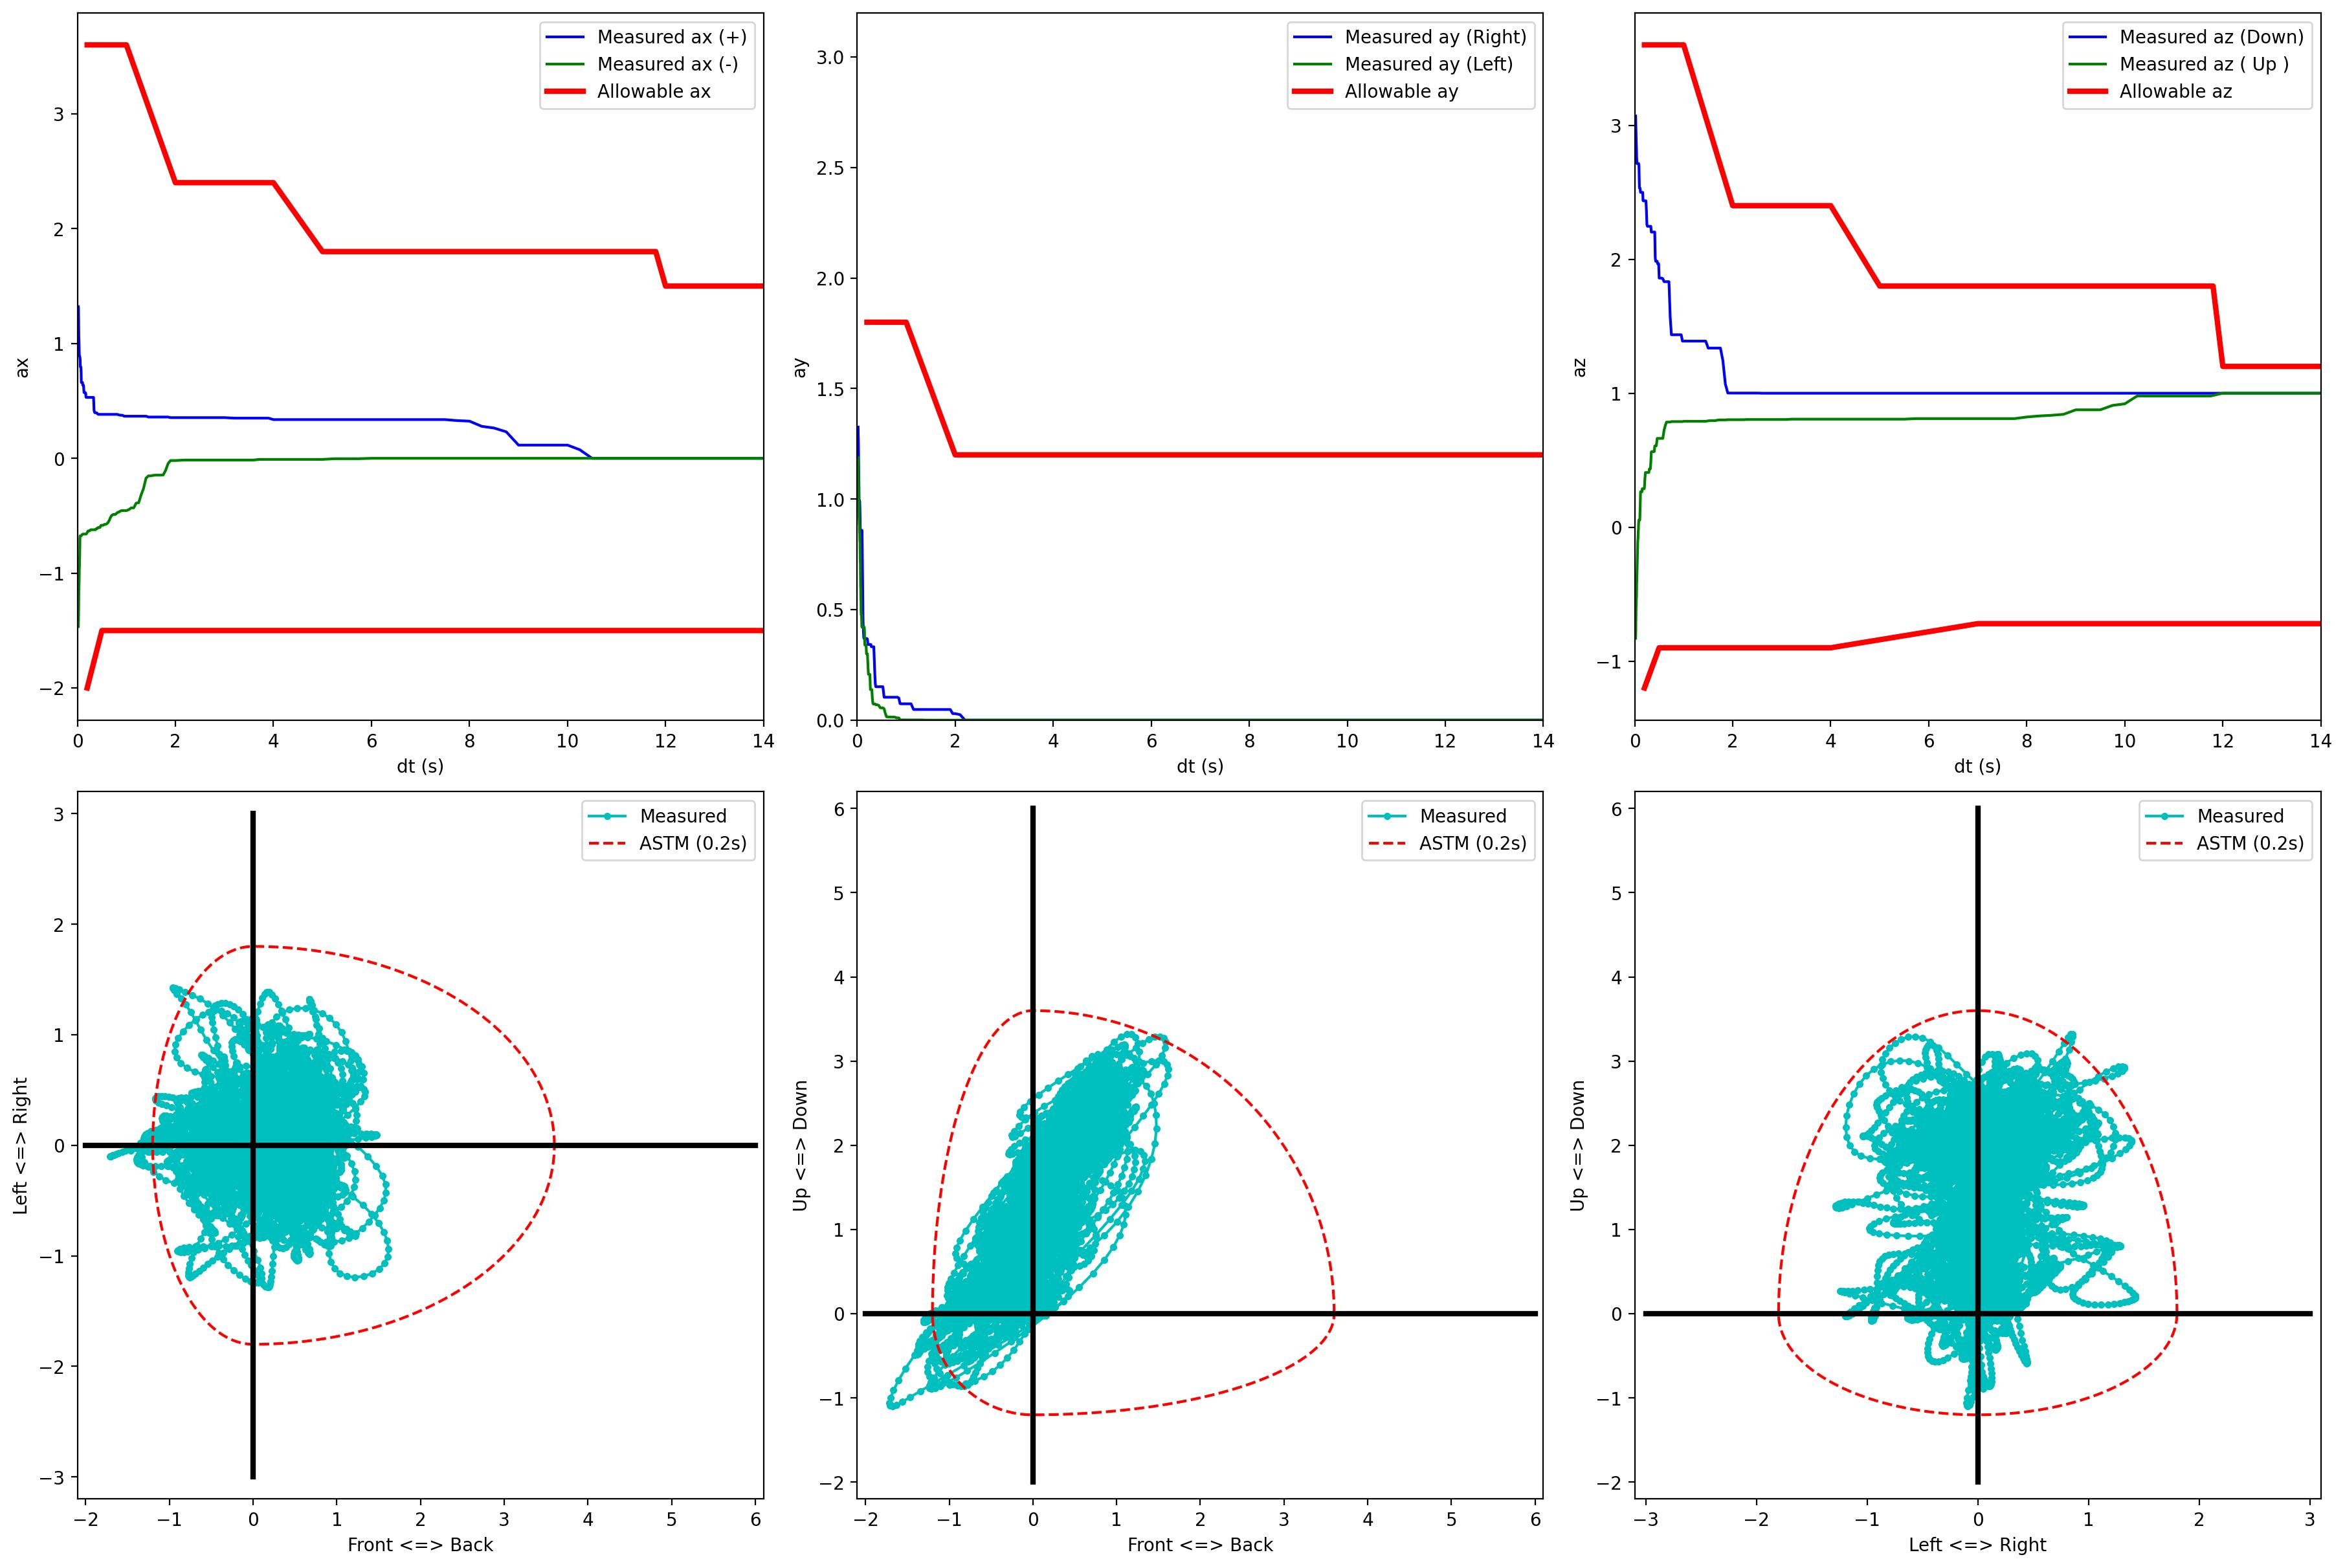 Measured ax (+)
Measured ax (-)
Allowable ax
3
2
1
0
−1
−2
ax
0 2 4 6 8 10 12 14
dt (s)
Measured ay (Right)
Measured ay (Left)
Allowable ay
3.0
2.5
2.0
1.5
1.0
0.5
0.0
ay
0 2 4 6 8 10 12 14
dt (s)
Measured az (Down)
Measured az ( Up )
Allowable az
3
2
1
0
−1
az
0 2 4 6 8 10 12 14
dt (s)
Measured
ASTM (0.2s)
3
2
1
0
−1
−2
−3
Left <=> Right
−2 −1 0 1 2 3 4 5 6
Front <=> Back
Measured
ASTM (0.2s)
6
5
4
3
2
1
0
−1
−2
Up <=> Down
−2 −1 0 1 2 3 4 5 6
Front <=> Back
Measured
ASTM (0.2s)
6
5
4
3
2
1
0
−1
−2
Up <=> Down
−3 −2 −1 0 1 2 3
Left <=> Right